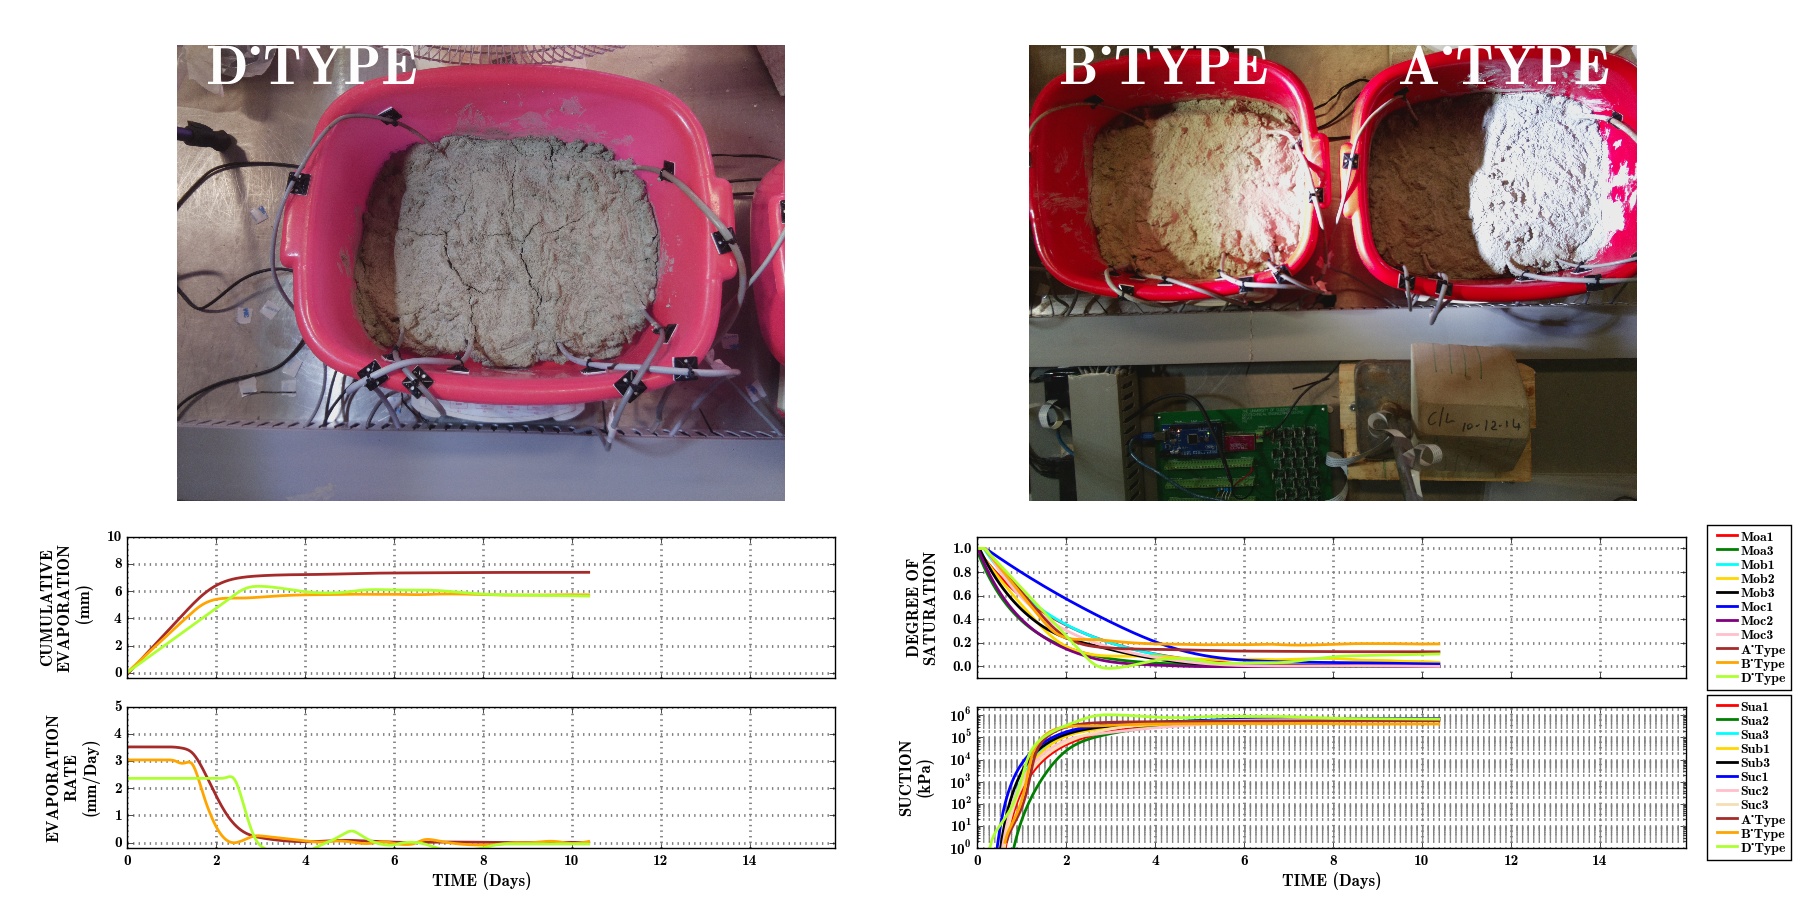 D'TYPE
B'TYPE
A'TYPE
C/L 10-12-14
CUMULATIVE
EVAPORATION
(mm)
10
8
6
4
2
0
DEGREE OF
SATURATION
1.0
0.8
0.6
0.4
0.2
0.0
Moa1
Moa3
Mob1
Mob2
Mob3
Moc1
Moc2
Moc3
A'Type
B'Type
D'Type
EVAPORATION
RATE
(mm/Day)
5
4
3
2
1
0
0 2 4 6 8 10 12 14
TIME (Days)
SUCTION
(kPa)
10⁶
10⁵
10⁴
10³
10²
10¹
10⁰
0 2 4 6 8 10 12 14
TIME (Days)
Sua1
Sua2
Sua3
Sub1
Sub3
Suc1
Suc2
Suc3
A'Type
B'Type
D'Type